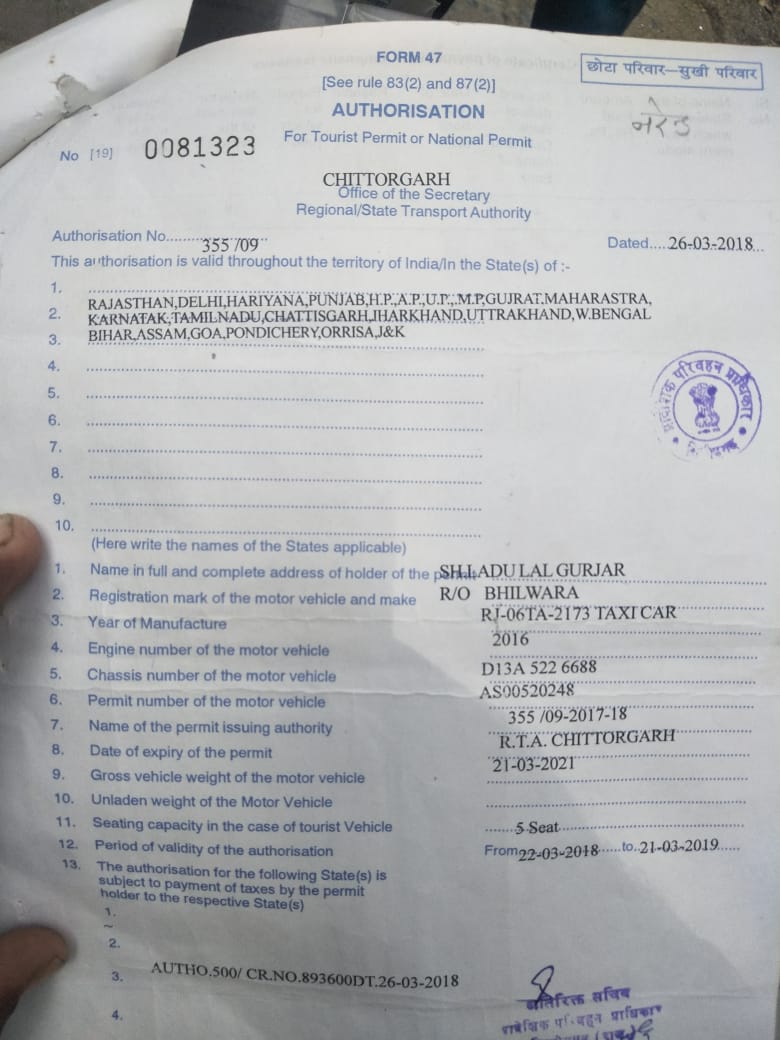 FORM 47
[See rule 83(2) and 87(2)]
छोटा परिवार–सुखी परिवार
AUTHORISATION
नरेड
For Tourist Permit or National Permit
No [19] 0081323
CHITTORGARH
Office of the Secretary
Regional/State Transport Authority
Authorisation No......... 355 /09 Dated.... 26-03-2018
This authorisation is valid throughout the territory of India/In the State(s) of :-
1.
RAJASTHAN,DELHI,HARIYANA,PUNJAB,H.P.,A.P.,U.P.,.M.P,GUJRAT.MAHARASTRA,
2. KARNATAK,TAMILNADU,CHATTISGARH,JHARKHAND,UTTRAKHAND,W.BENGAL
3. BIHAR,ASSAM,GOA,PONDICHERY,ORRISA,J&K
4.
5.
6.
7.
8.
9.
10.
(Here write the names of the States applicable)
प्रादेशिक परिवहन प्राधिकार
1. Name in full and complete address of holder of the permit SH.LADU LAL GURJAR
2. Registration mark of the motor vehicle and make R/O BHILWARA
3. Year of Manufacture RJ-06TA-2173 TAXI CAR
4. Engine number of the motor vehicle 2016
5. Chassis number of the motor vehicle D13A 522 6688
6. Permit number of the motor vehicle AS00520248
7. Name of the permit issuing authority 355 /09-2017-18
8. Date of expiry of the permit R.T.A. CHITTORGARH
9. Gross vehicle weight of the motor vehicle 21-03-2021
10. Unladen weight of the Motor Vehicle
11. Seating capacity in the case of tourist Vehicle 5 Seat
12. Period of validity of the authorisation From 22-03-2018 to 21-03-2019
13. The authorisation for the following State(s) is
subject to payment of taxes by the permit
holder to the respective State(s)
1.
2.
3. AUTHO.500/ CR.NO.893600DT.26-03-2018
4.
अतिरिक्त सचिव
प्रादेशिक परिवहन प्राधिकार